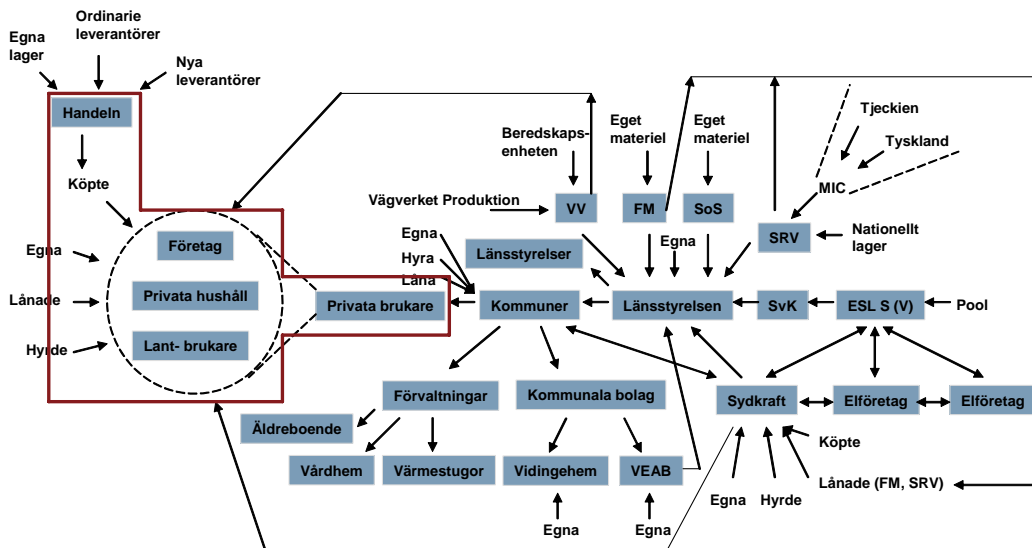 Ordinarie
leverantörer
Egna
lager
Nya
leverantörer
Handeln
Köpte
Egna
Lånade
Hyrde
Företag
Privata hushåll
Lant- brukare
Privata brukare
Beredskaps-
enheten
Eget
materiel
Eget
materiel
Tjeckien
Tyskland
MIC
Vägverket Produktion
VV
FM
SoS
SRV
Nationellt
lager
Egna
Hyra
Låna
Länsstyrelser
Egna
Kommuner
Länsstyrelsen
SvK
ESL S (V)
Pool
Förvaltningar
Kommunala bolag
Sydkraft
Elföretag
Elföretag
Äldreboende
Vårdhem
Värmestugor
Vidingehem
VEAB
Köpte
Lånade (FM, SRV)
Egna
Hyrde
Egna
Egna